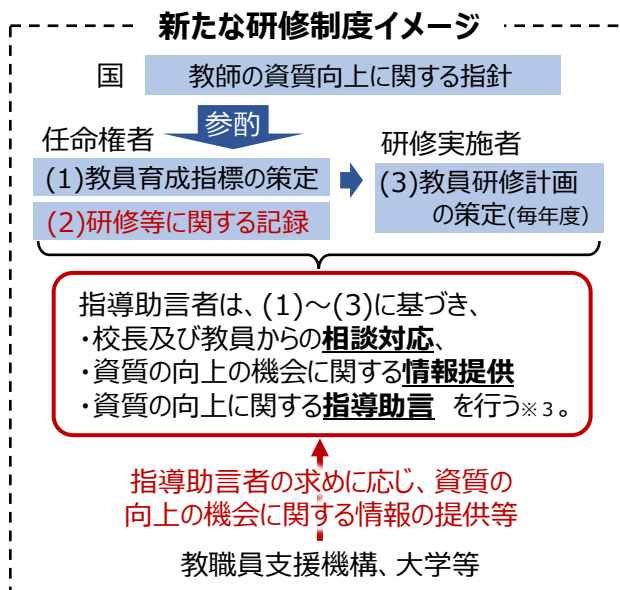 新たな研修制度イメージ
国 教師の資質向上に関する指針
参酌
任命権者
(1)教員育成指標の策定
(2)研修等に関する記録
研修実施者
(3)教員研修計画
の策定(毎年度)
指導助言者は、(1)～(3)に基づき、
・校長及び教員からの相談対応、
・資質の向上の機会に関する情報提供
・資質の向上に関する指導助言 を行う※3。
指導助言者の求めに応じ、資質の
向上の機会に関する情報の提供等
教職員支援機構、大学等